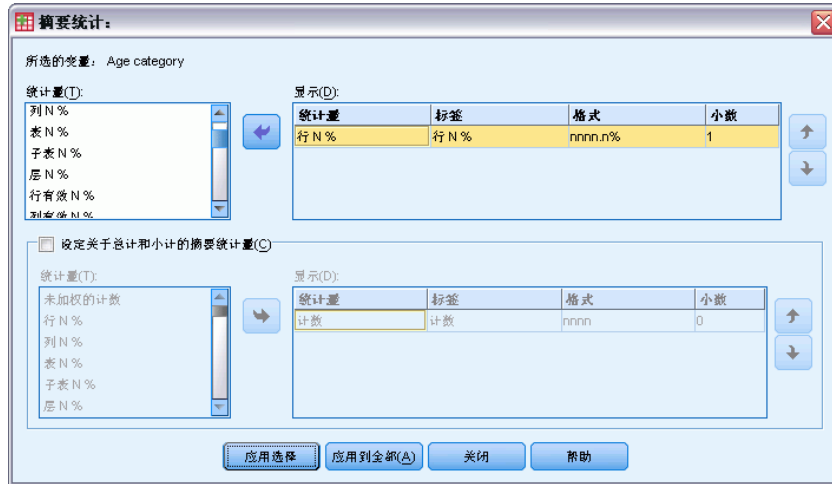 摘要统计：
所选的变量： Age category
统计量(T):
列 N %
表 N %
子表 N %
层 N %
行有效 N %
列有效 N %
显示(D):
统计量 标签 格式 小数
行 N % 行 N % nnnn.n% 1
设定关于总计和小计的摘要统计量(C)
统计量(T):
未加权的计数
行 N %
列 N %
表 N %
子表 N %
层 N %
显示(D):
统计量 标签 格式 小数
计数 计数 nnnn 0
应用选择 应用到全部(A) 关闭 帮助